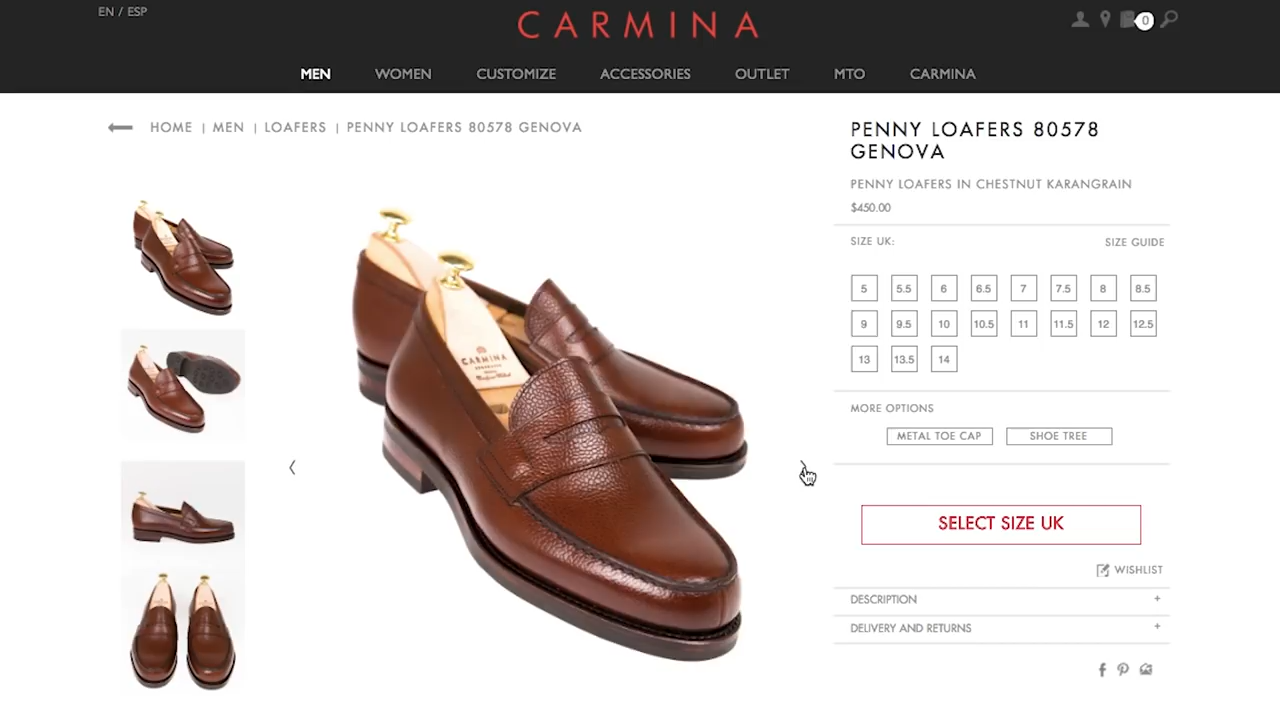 EN / ESP
CARMINA
0
MEN WOMEN CUSTOMIZE ACCESSORIES OUTLET MTO CARMINA
HOME | MEN | LOAFERS | PENNY LOAFERS 80578 GENOVA
PENNY LOAFERS 80578
GENOVA
PENNY LOAFERS IN CHESTNUT KARANGRAIN
$450.00
SIZE UK: SIZE GUIDE
5 5.5 6 6.5 7 7.5 8 8.5
9 9.5 10 10.5 11 11.5 12 12.5
13 13.5 14
CARMINA
MORE OPTIONS
METAL TOE CAP SHOE TREE
SELECT SIZE UK
WISHLIST
DESCRIPTION +
DELIVERY AND RETURNS +